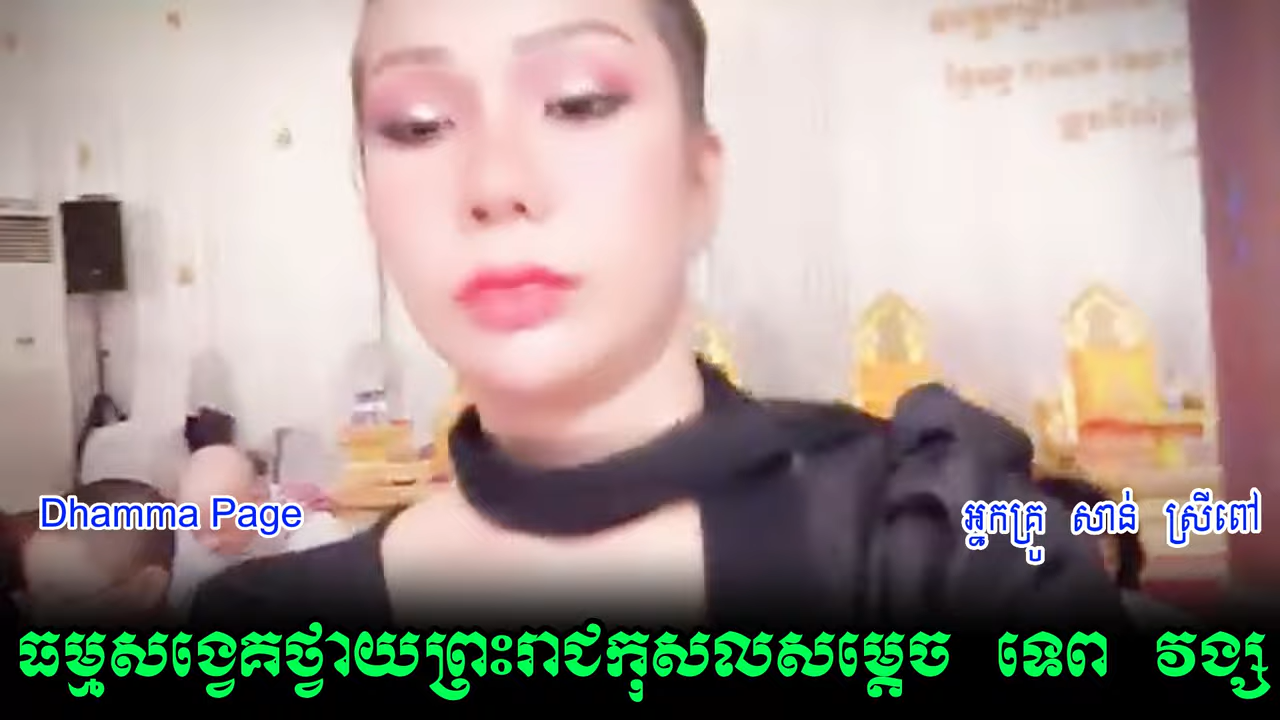 Dhamma Page
អ្នកគ្រូ សាន់ ស្រីពៅ
ធម្មសង្វេគថ្វាយព្រះរាជកុសលសម្ដេច ទេព វង្ស